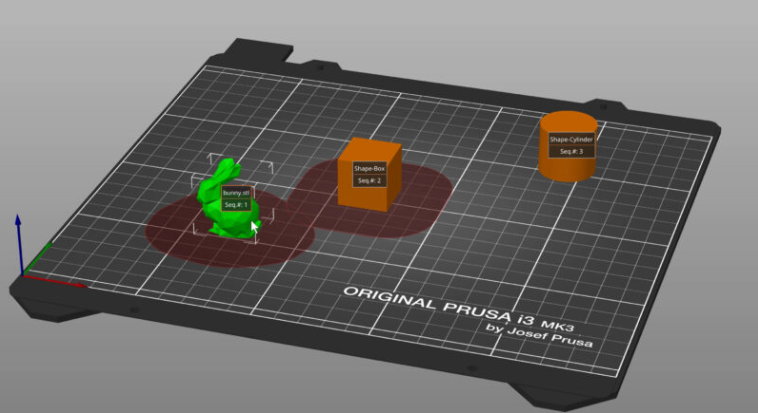 Shape-Cylinder
Seq.#: 3
Shape-Box
Seq.#: 2
bunny.stl
Seq.#: 1
ORIGINAL PRUSA i3 MK3
by Josef Prusa